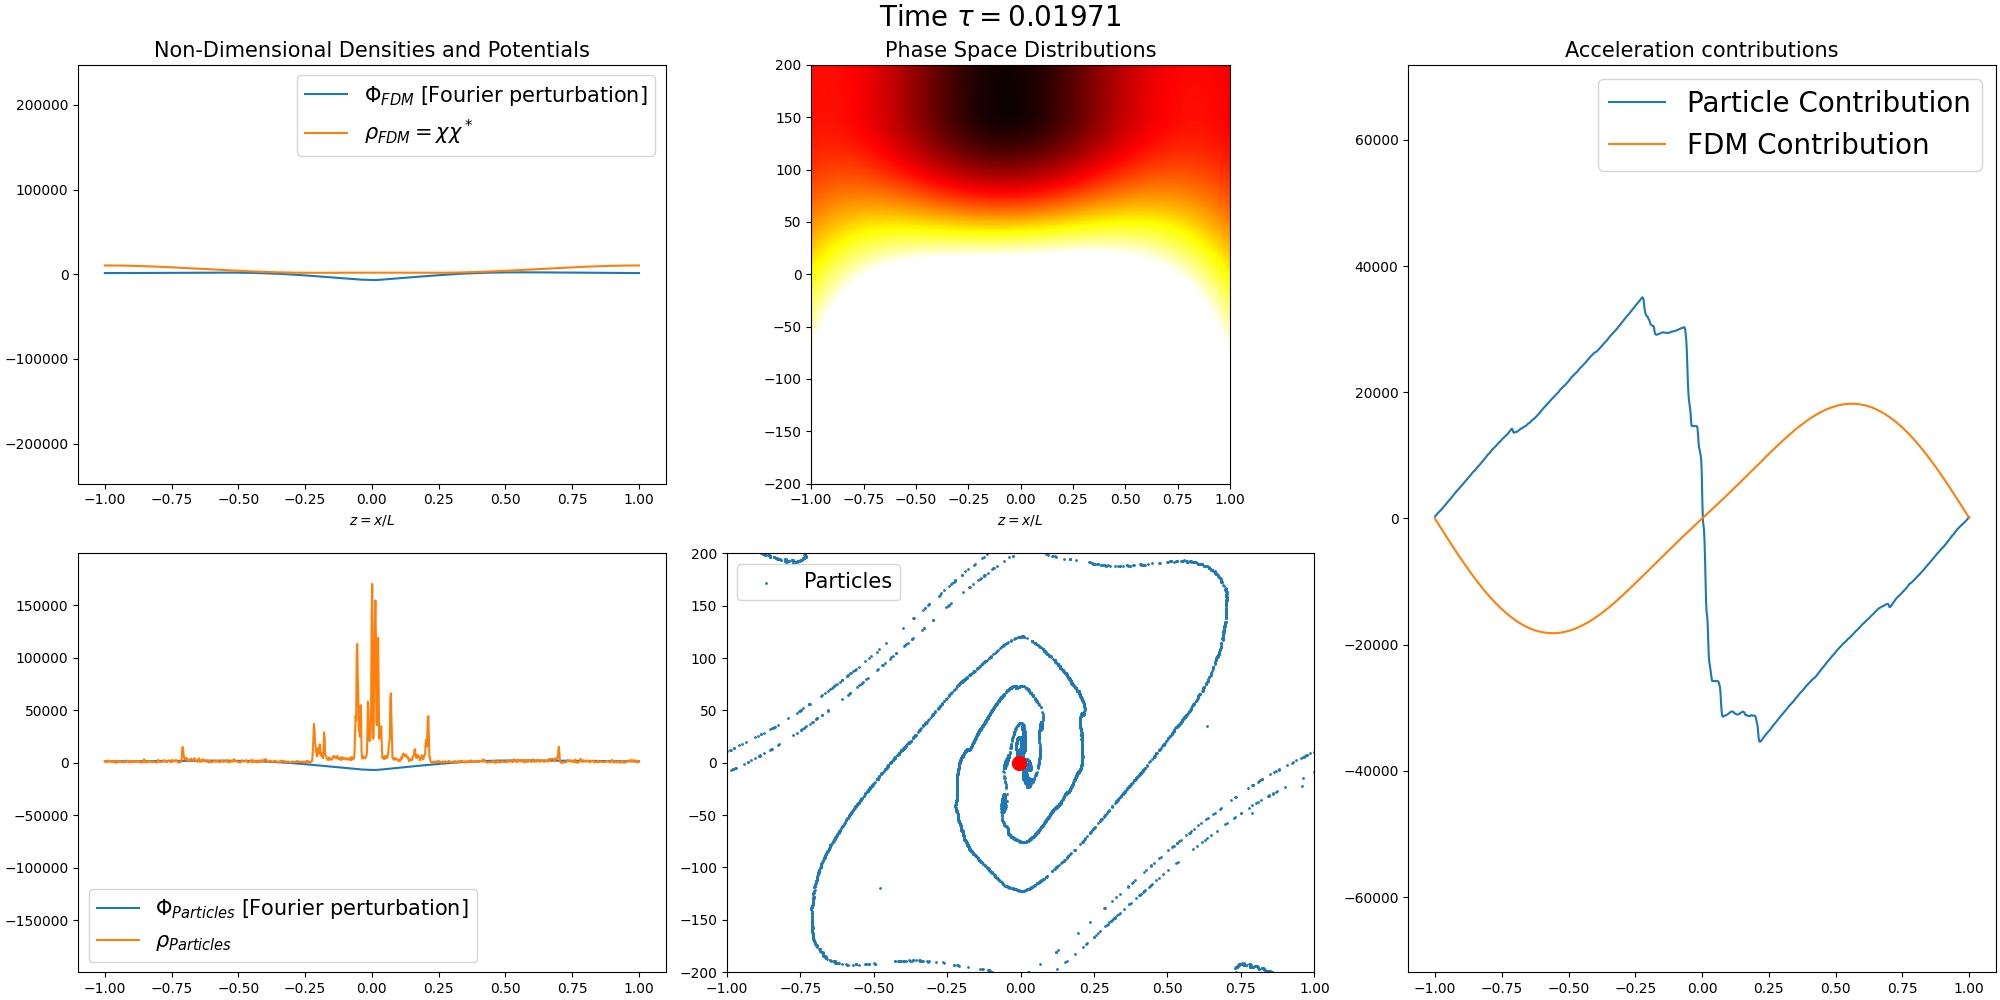 Time τ = 0.01971
Non-Dimensional Densities and Potentials
Φ_FDM [Fourier perturbation]
ρ_FDM = χχ*
200000
100000
0
−100000
−200000
−1.00 −0.75 −0.50 −0.25 0.00 0.25 0.50 0.75 1.00
z = x/L
Phase Space Distributions
200
150
100
50
0
−50
−100
−150
−200
−1.00 −0.75 −0.50 −0.25 0.00 0.25 0.50 0.75 1.00
z = x/L
Acceleration contributions
Particle Contribution
FDM Contribution
60000
40000
20000
0
−20000
−40000
−60000
−1.00 −0.75 −0.50 −0.25 0.00 0.25 0.50 0.75 1.00
150000
100000
50000
0
−50000
−100000
−150000
Φ_Particles [Fourier perturbation]
ρ_Particles
−1.00 −0.75 −0.50 −0.25 0.00 0.25 0.50 0.75 1.00
Particles
200
150
100
50
0
−50
−100
−150
−200
−1.00 −0.75 −0.50 −0.25 0.00 0.25 0.50 0.75 1.00